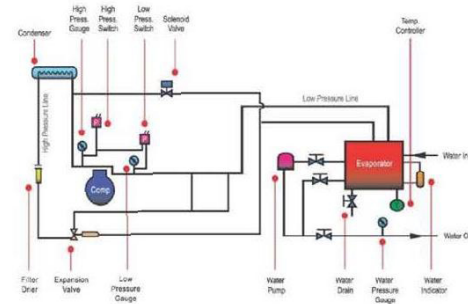 High
Press.
Gauge
High
Press.
Switch
Low
Press.
Switch
Solenoid
Valve
Temp.
Controller
Condenser
High Pressure Line
Low Pressure Line
Evaporator
Water In
Comp
Water O
Filter
Drier
Expansion
Valve
Low
Pressure
Gauge
Water
Pump
Water
Drain
Water
Pressure
Gauge
Water
Indicator